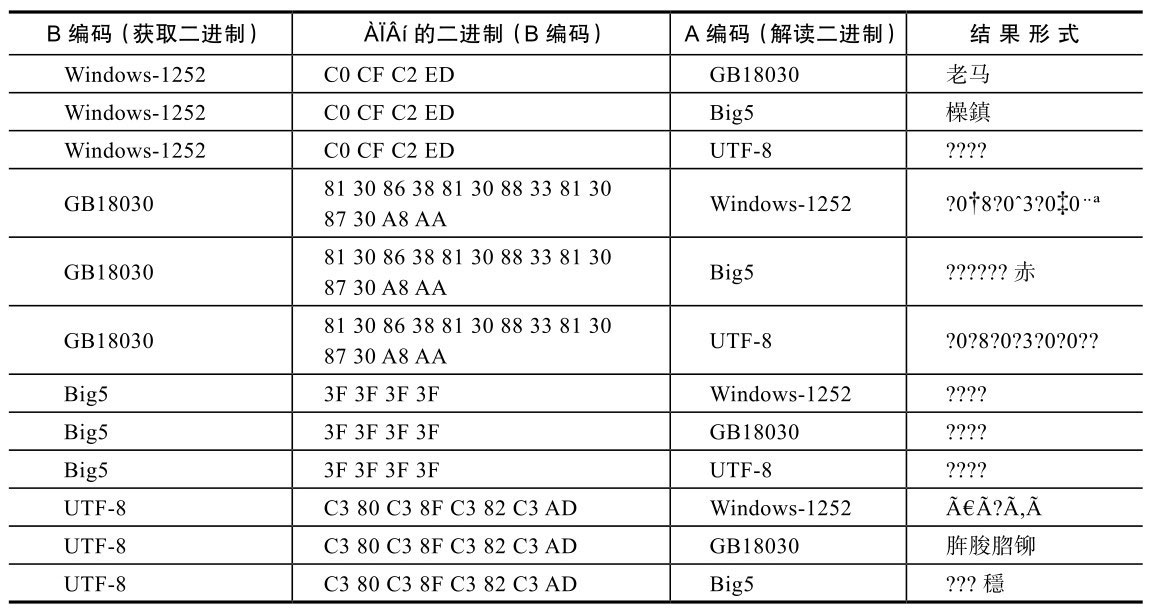 B 编码（获取二进制） ÀÏÂí 的二进制（B 编码） A 编码（解读二进制） 结 果 形 式
Windows-1252 C0 CF C2 ED GB18030 老马
Windows-1252 C0 CF C2 ED Big5 橾鎮
Windows-1252 C0 CF C2 ED UTF-8 ????
GB18030 81 30 86 38 81 30 88 33 81 30 87 30 A8 AA Windows-1252 ?0†8?0ˆ3?0‡0¨ª
GB18030 81 30 86 38 81 30 88 33 81 30 87 30 A8 AA Big5 ?????? 赤
GB18030 81 30 86 38 81 30 88 33 81 30 87 30 A8 AA UTF-8 ?0?8?0?3?0?0??
Big5 3F 3F 3F 3F Windows-1252 ????
Big5 3F 3F 3F 3F GB18030 ????
Big5 3F 3F 3F 3F UTF-8 ????
UTF-8 C3 80 C3 8F C3 82 C3 AD Windows-1252 Ã€Ã?Ã‚Ã
UTF-8 C3 80 C3 8F C3 82 C3 AD GB18030 脌脧脗铆
UTF-8 C3 80 C3 8F C3 82 C3 AD Big5 ??? 穩